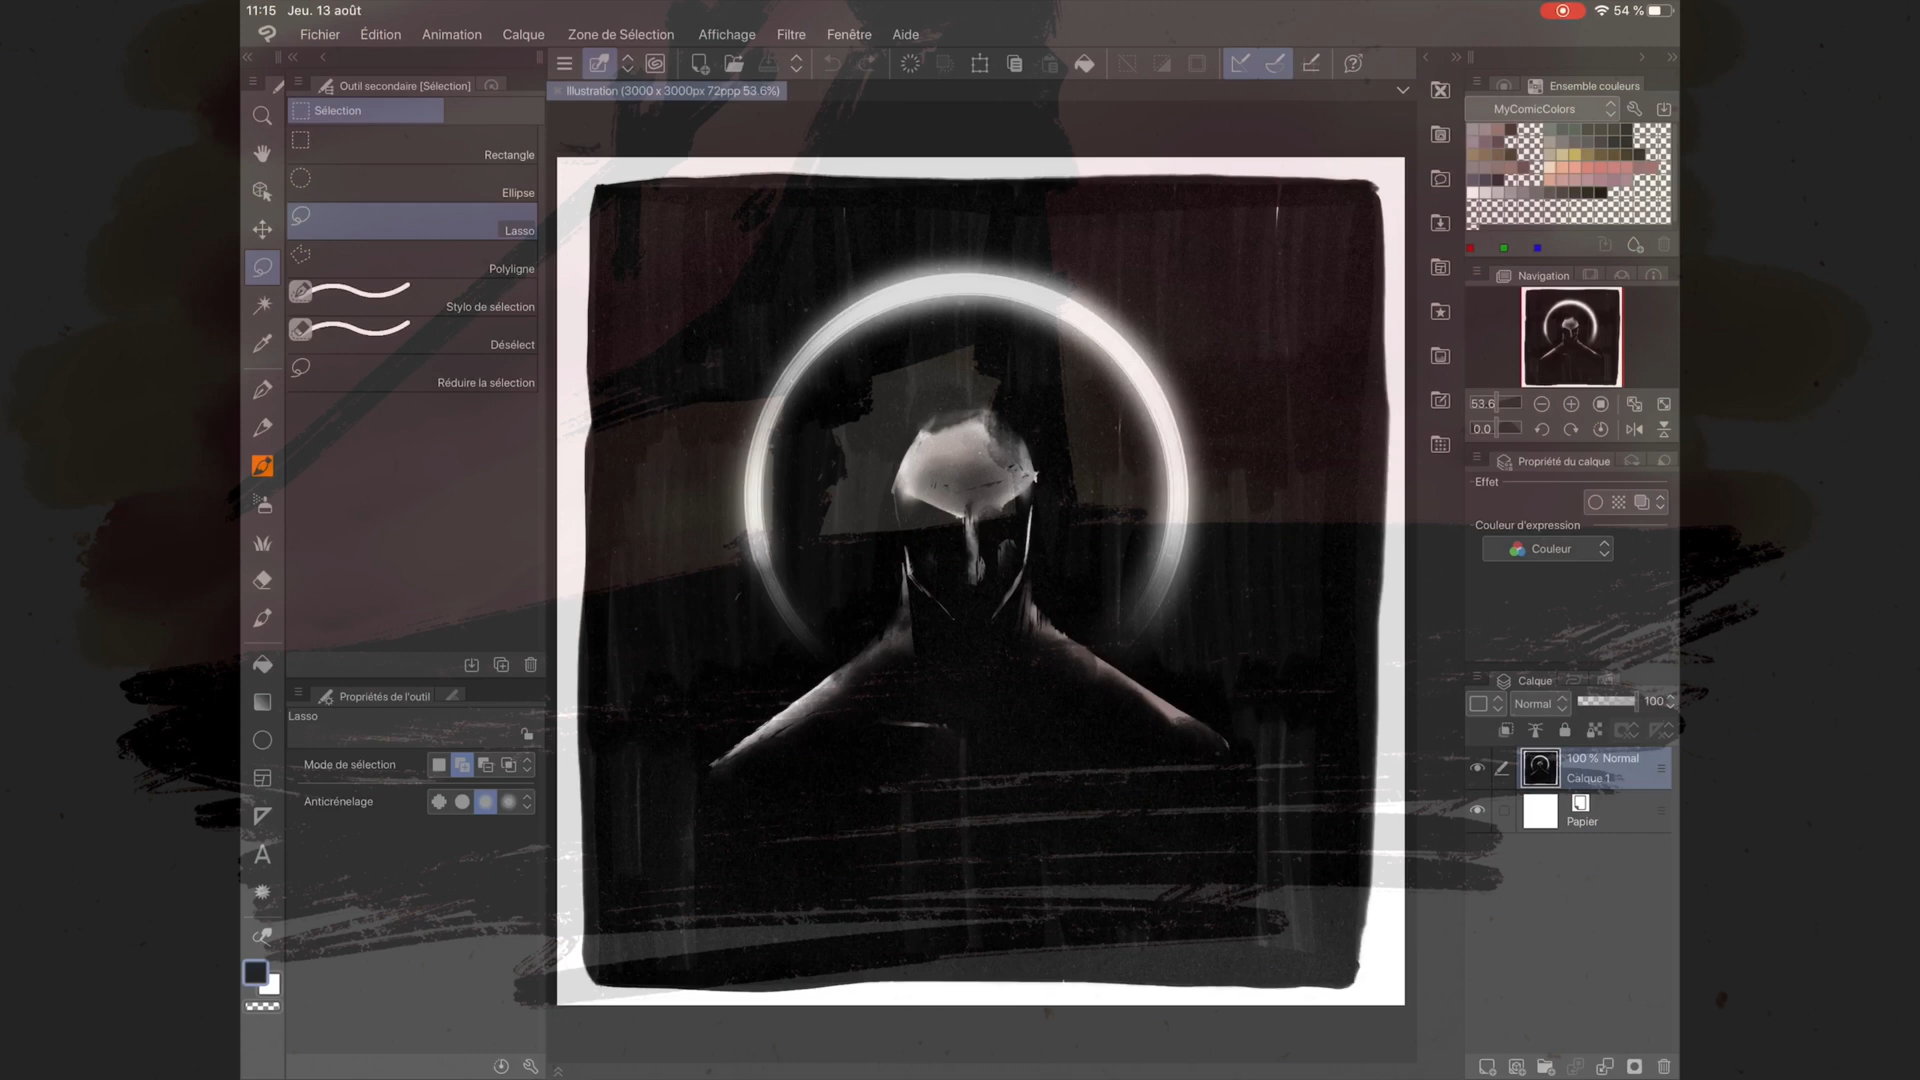 11:15 Jeu. 13 août
54 %
Fichier Édition Animation Calque Zone de Sélection Affichage Filtre Fenêtre Aide
Outil secondaire [Sélection]
Sélection
Rectangle
Ellipse
Lasso
Polyligne
Stylo de sélection
Désélect
Réduire la sélection
Propriétés de l'outil
Lasso
Mode de sélection
Anticrénelage
Illustration (3000 x 3000px 72ppp 53.6%)
Ensemble couleurs
MyComicColors
Navigation
53.6
0.0
Propriété du calque
Effet
Couleur d'expression
Couleur
Calque
Normal 100
100 % Normal
Calque 1
Papier